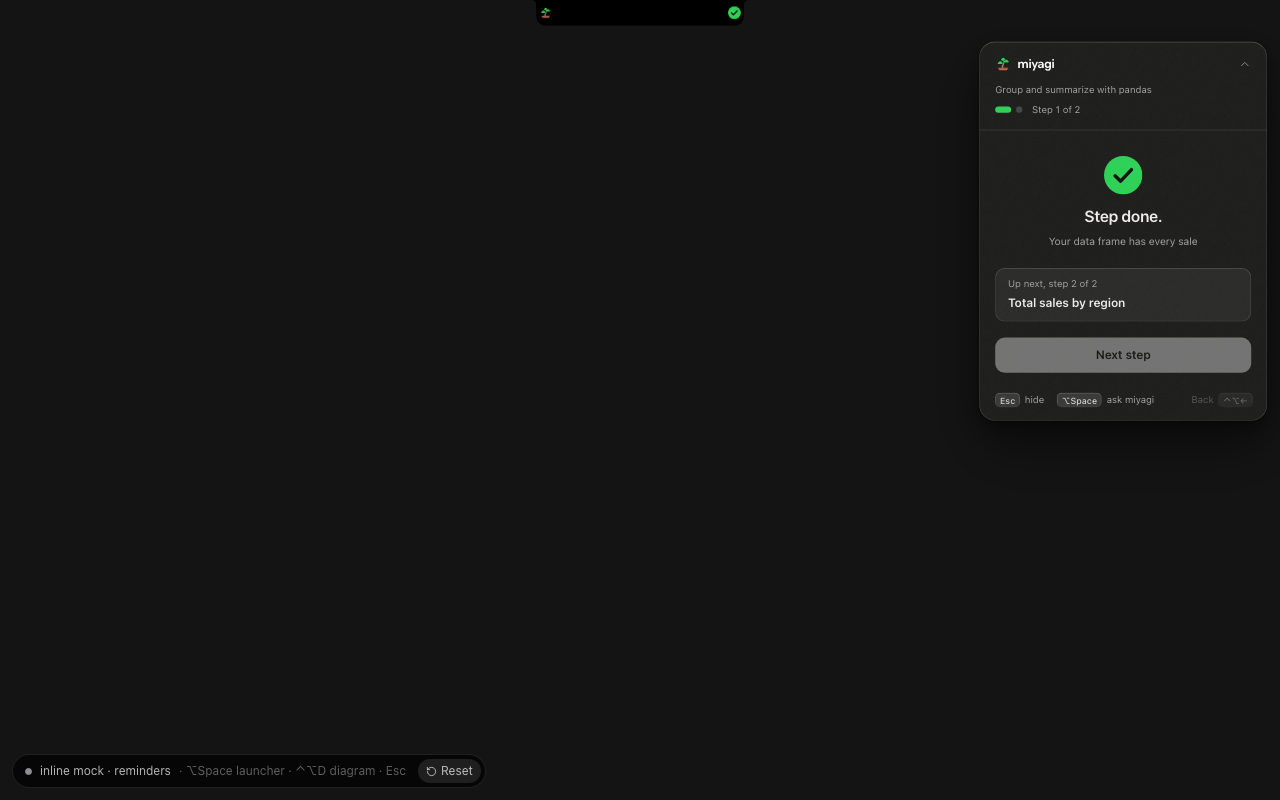 miyagi
Group and summarize with pandas
Step 1 of 2
Step done.
Your data frame has every sale
Up next, step 2 of 2
Total sales by region
Next step
Esc hide ⌥Space ask miyagi Back ^⌥←
inline mock · reminders · ⌥Space launcher · ^⌥D diagram · Esc Reset